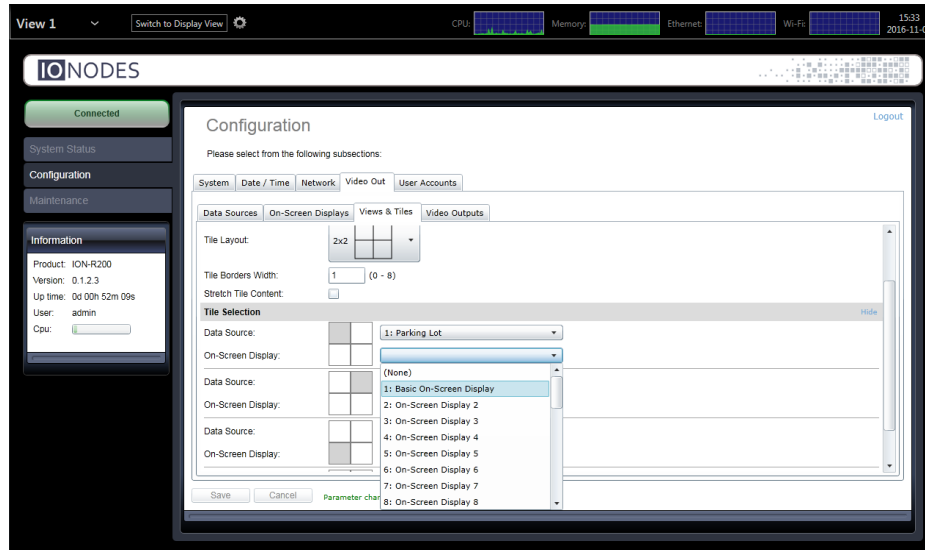 View 1
Switch to Display View
CPU:
Memory:
Ethernet:
Wi-Fi:
15:33
2016-11-0
IONODES
Connected
System Status
Configuration
Maintenance
Information
Product: ION-R200
Version: 0.1.2.3
Up time: 0d 00h 52m 09s
User: admin
Cpu:
Logout
Configuration
Please select from the following subsections:
System Date / Time Network Video Out User Accounts
Data Sources On-Screen Displays Views & Tiles Video Outputs
Tile Layout: 2x2
Tile Borders Width: 1 (0 - 8)
Stretch Tile Content:
Tile Selection Hide
Data Source: 1: Parking Lot
On-Screen Display:
(None)
Data Source:
1: Basic On-Screen Display
On-Screen Display:
2: On-Screen Display 2
3: On-Screen Display 3
Data Source:
4: On-Screen Display 4
On-Screen Display:
5: On-Screen Display 5
6: On-Screen Display 6
7: On-Screen Display 7
8: On-Screen Display 8
Save Cancel Parameter char